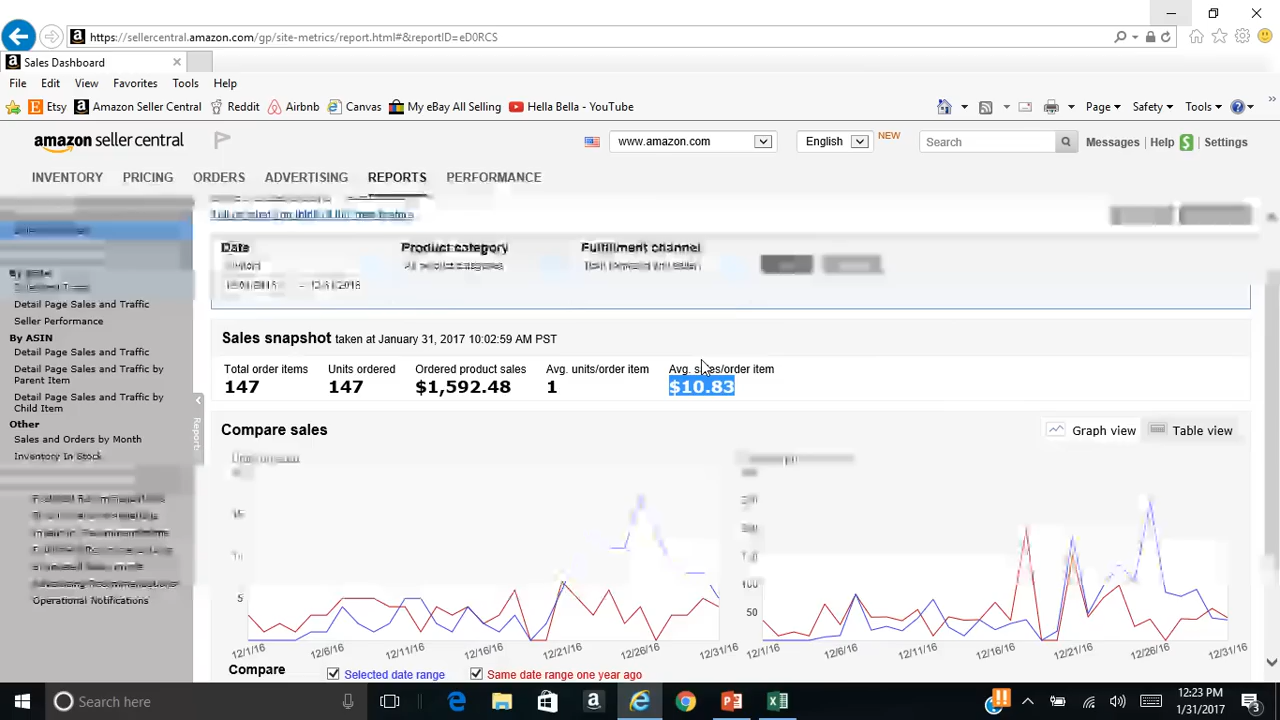 https://sellercentral.amazon.com/gp/site-metrics/report.html#&reportID=eD0RCS
Sales Dashboard
File Edit View Favorites Tools Help
Etsy Amazon Seller Central Reddit Airbnb Canvas My eBay All Selling Hella Bella - YouTube Page Safety Tools
amazon seller central www.amazon.com English NEW Search Messages Help Settings
INVENTORY PRICING ORDERS ADVERTISING REPORTS PERFORMANCE
Date Product category Fulfillment channel
Detail Page Sales and Traffic
Seller Performance
By ASIN
Detail Page Sales and Traffic
Detail Page Sales and Traffic by
Parent Item
Detail Page Sales and Traffic by
Child Item
Other
Sales and Orders by Month
Inventory In Stock
Operational Notifications
Reports
Sales snapshot taken at January 31, 2017 10:02:59 AM PST
Total order items Units ordered Ordered product sales Avg. units/order item Avg. sales/order item
147 147 $1,592.48 1 $10.83
Compare sales Graph view Table view
5 100
50
12/1/16 12/6/16 12/11/16 12/16/16 12/21/16 12/26/16 12/31/16 12/1/16 12/6/16 12/11/16 12/16/16 12/21/16 12/26/16 12/31/16
Compare Selected date range Same date range one year ago
Search here
12:23 PM
1/31/2017
3